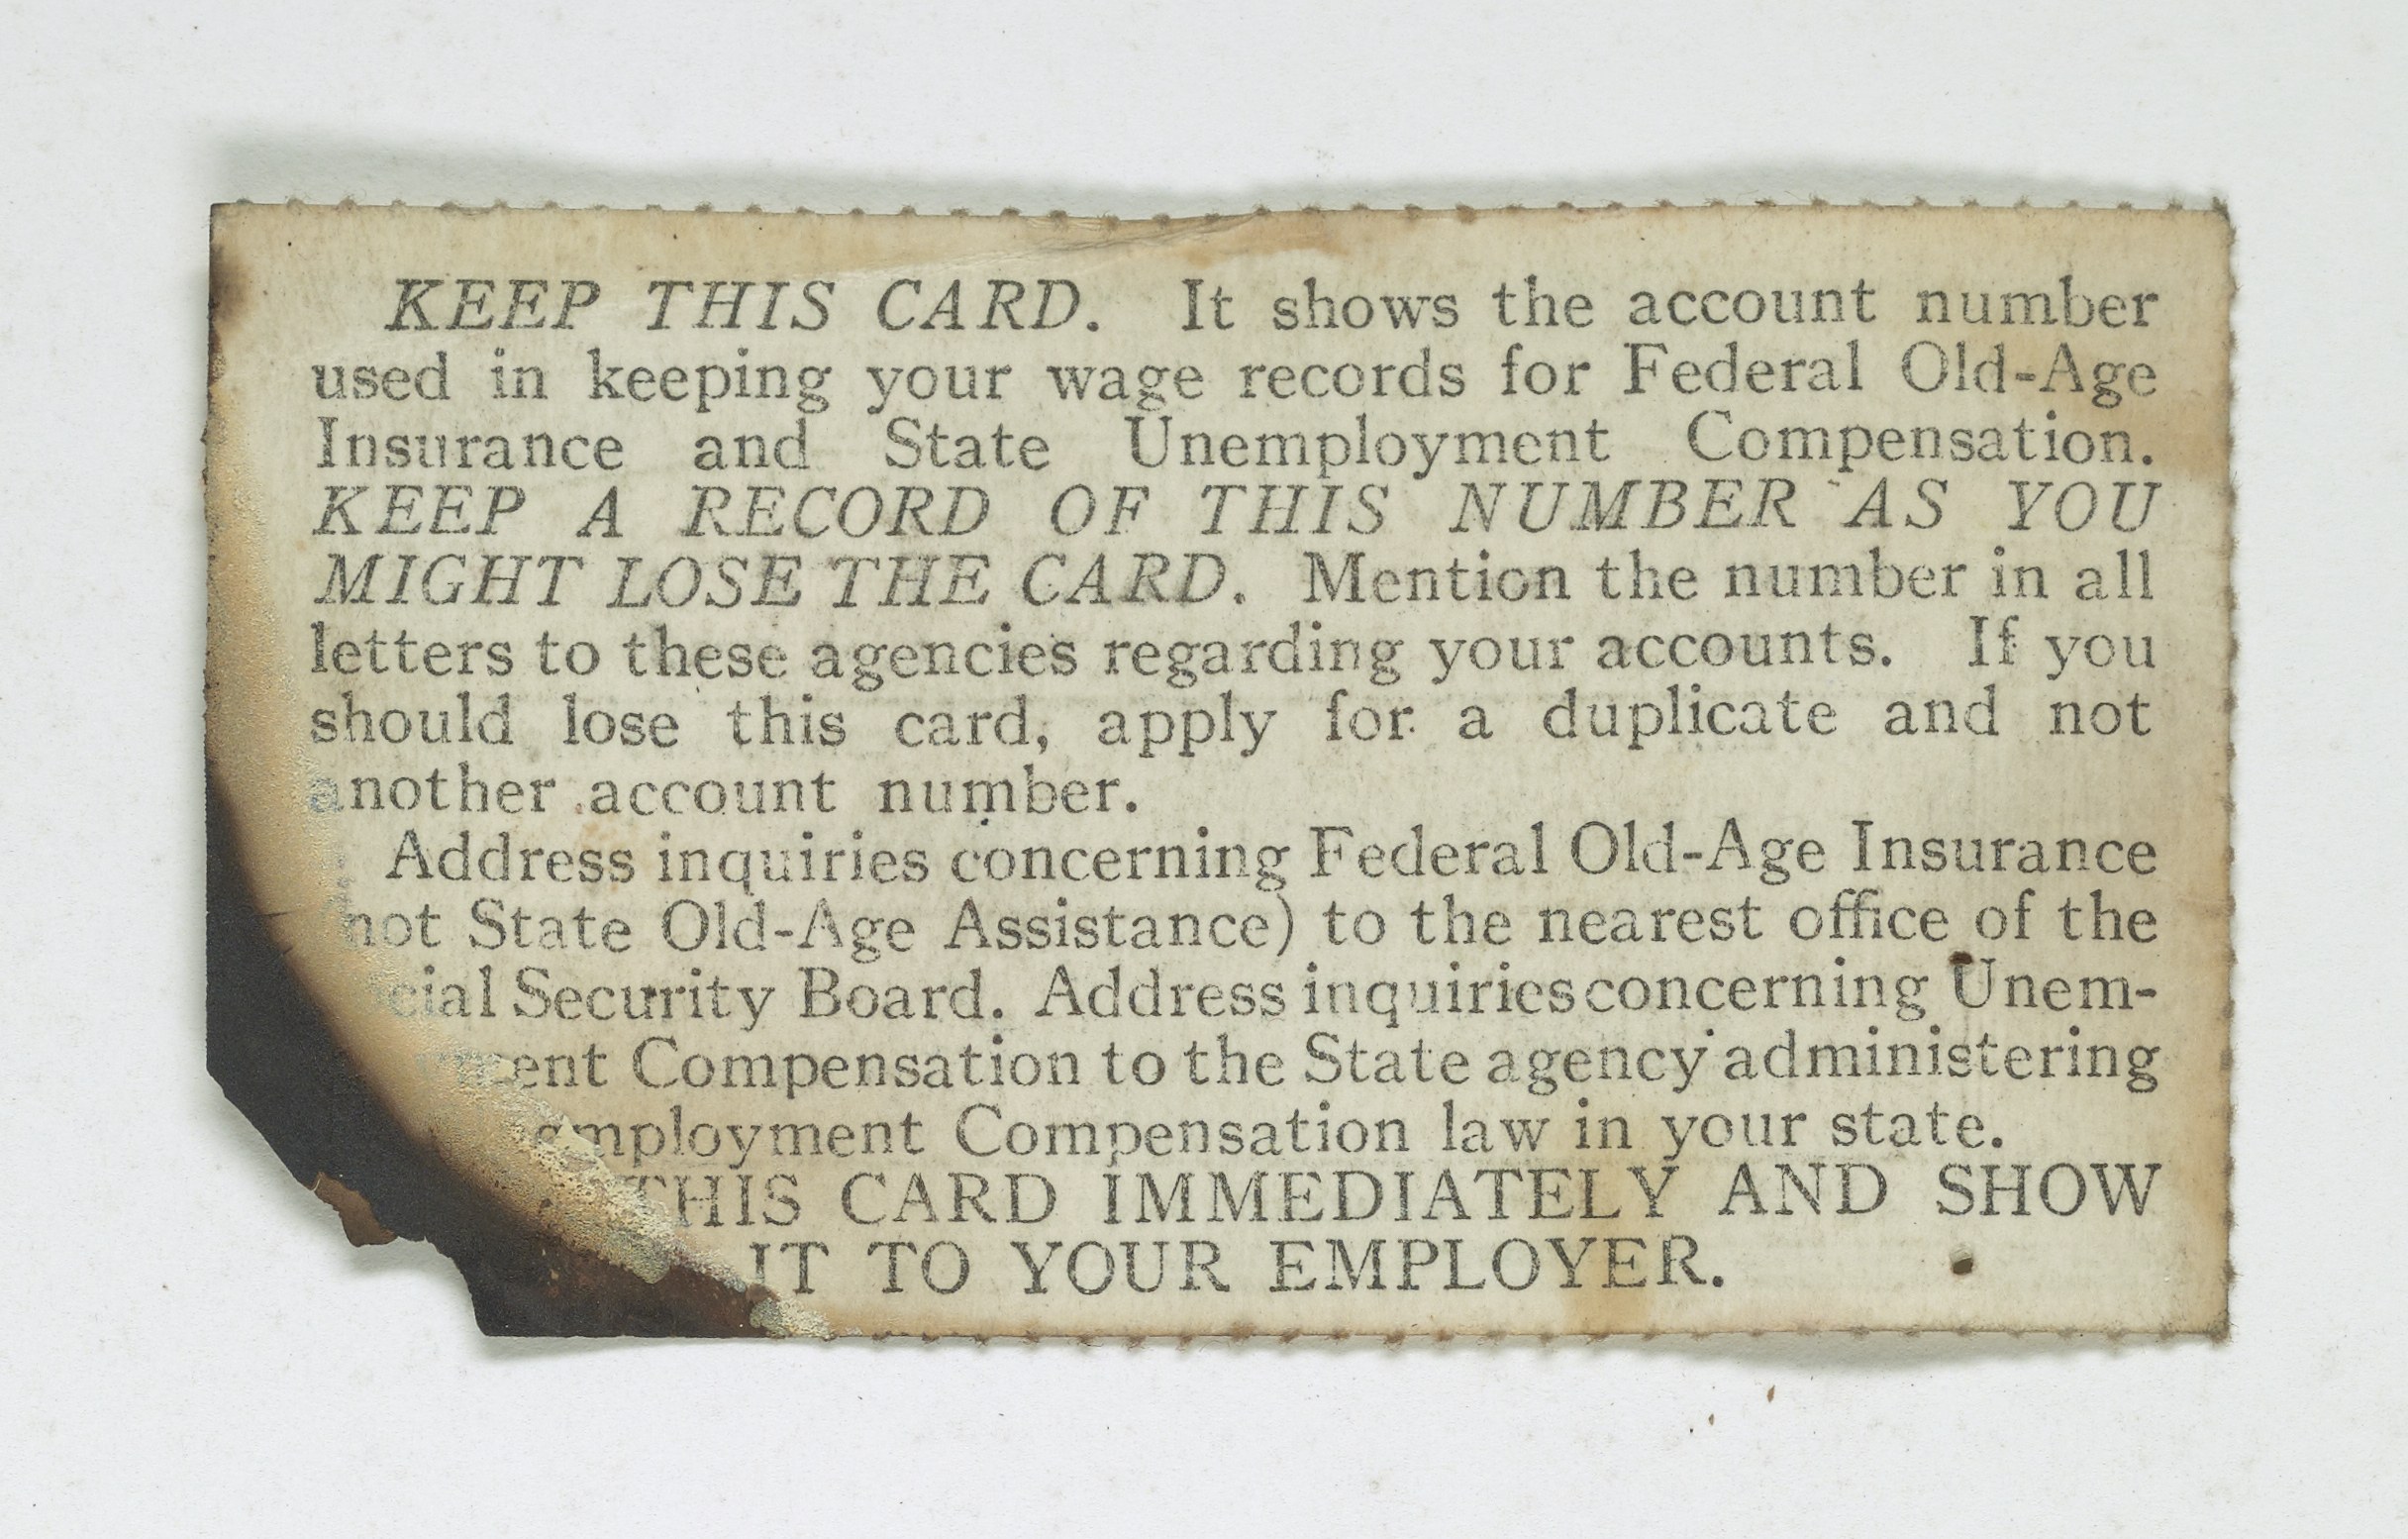 KEEP THIS CARD. It shows the account number
used in keeping your wage records for Federal Old-Age
Insurance and State Unemployment Compensation.
KEEP A RECORD OF THIS NUMBER AS YOU
MIGHT LOSE THE CARD. Mention the number in all
letters to these agencies regarding your accounts. If you
should lose this card, apply for a duplicate and not
another account number.
Address inquiries concerning Federal Old-Age Insurance
not State Old-Age Assistance) to the nearest office of the
cial Security Board. Address inquiries concerning Unem-
ment Compensation to the State agency administering
employment Compensation law in your state.
THIS CARD IMMEDIATELY AND SHOW
IT TO YOUR EMPLOYER.